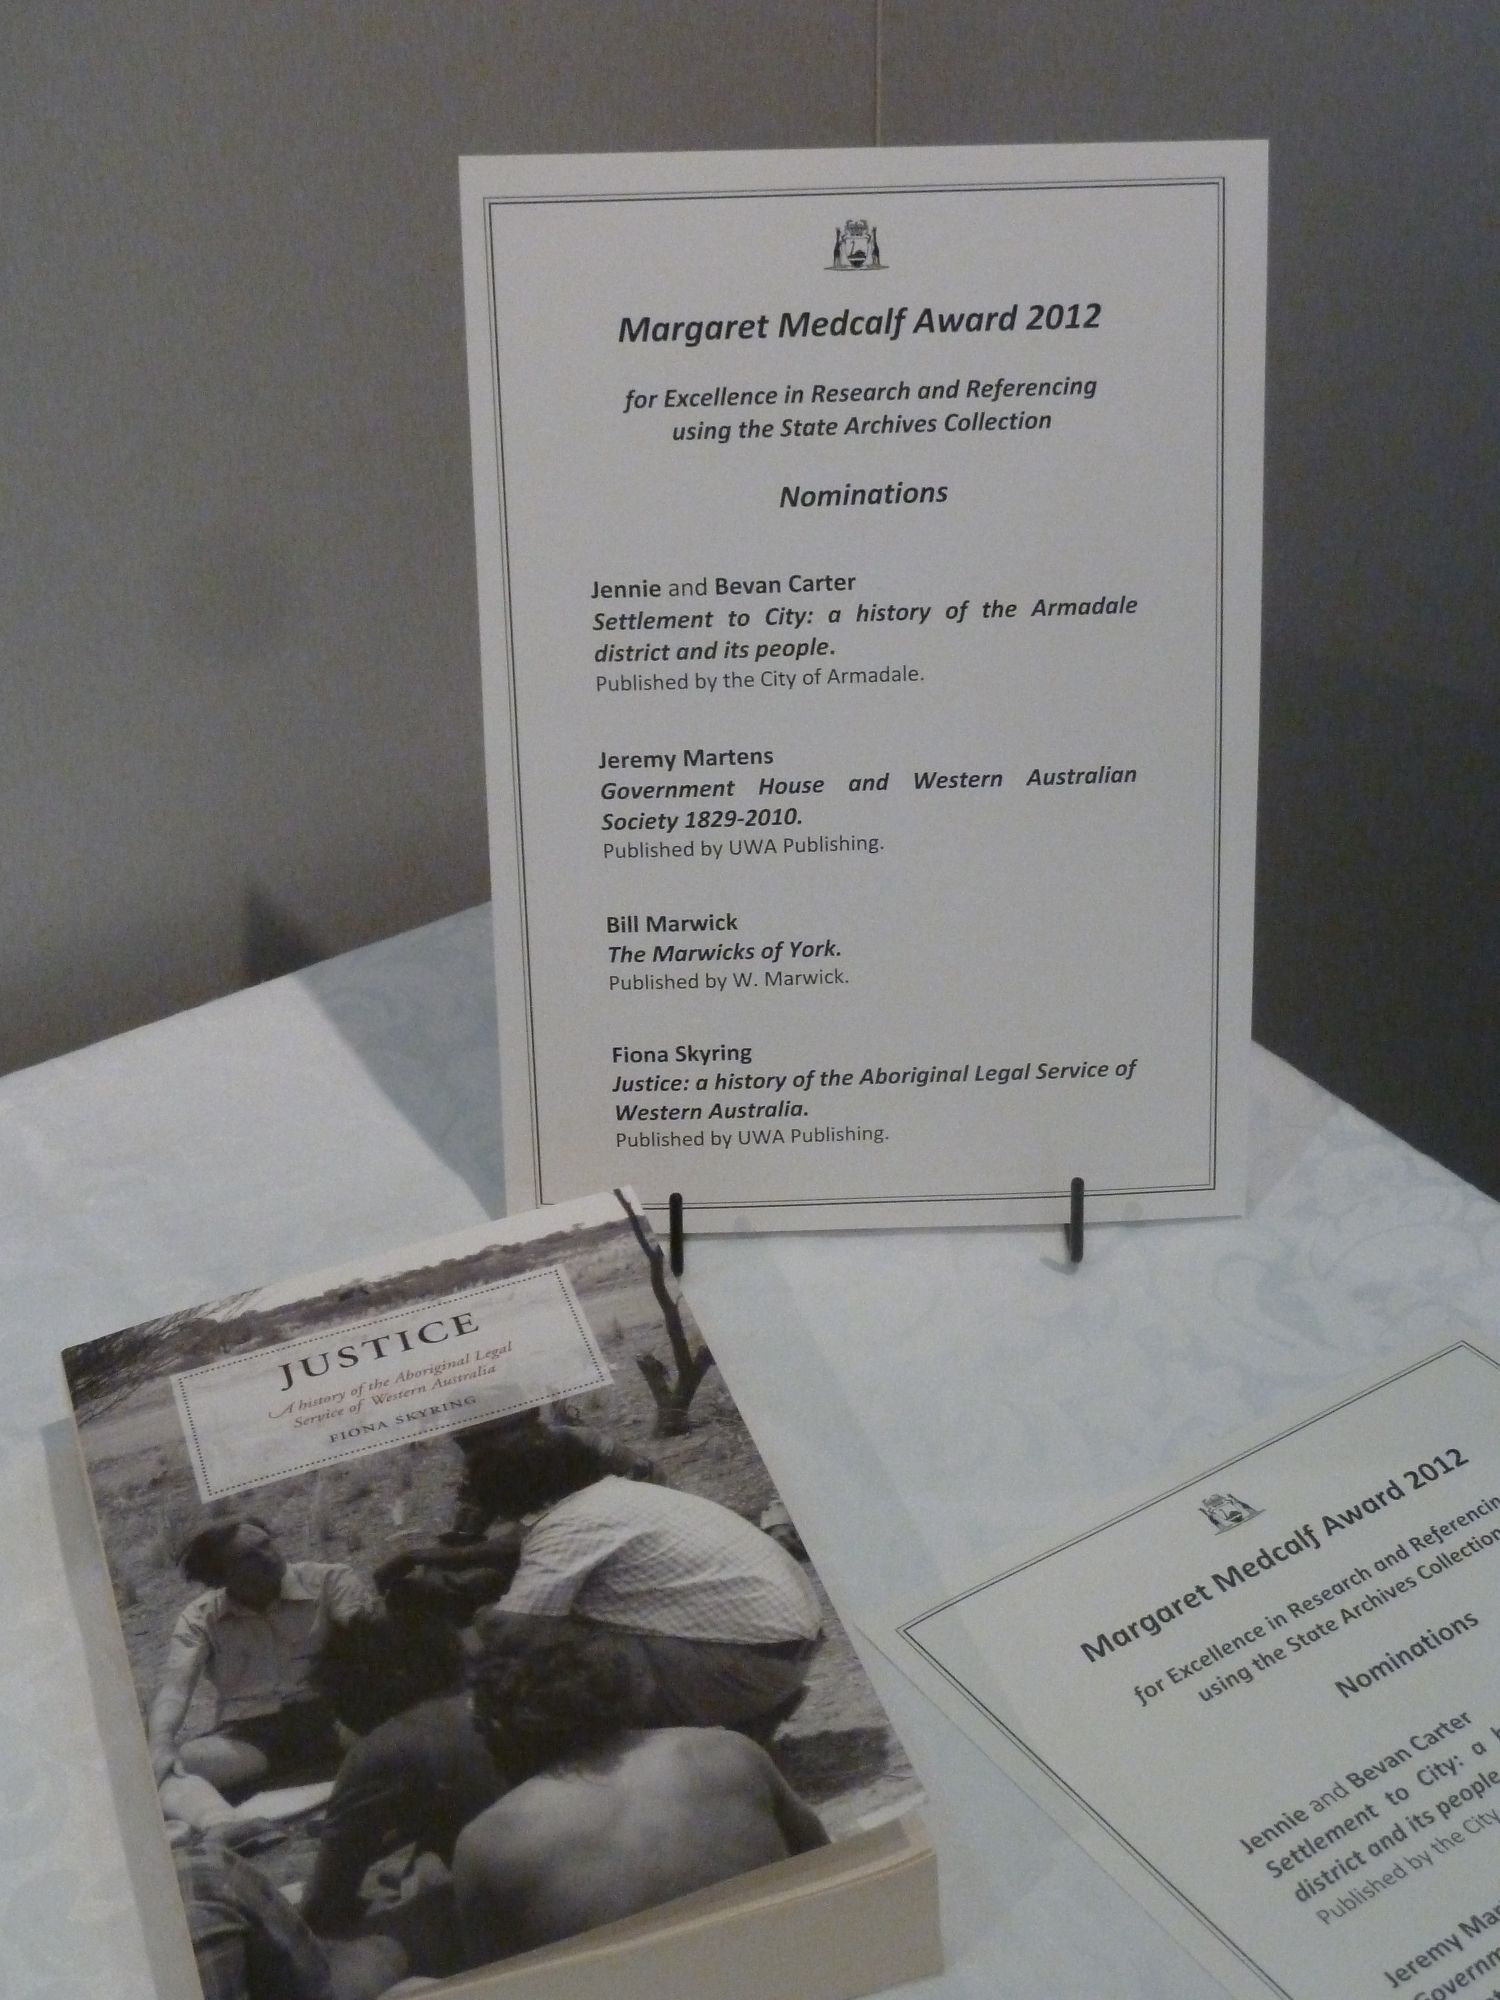 Margaret Medcalf Award 2012
for Excellence in Research and Referencing
using the State Archives Collection
Nominations
Jennie and Bevan Carter
Settlement to City: a history of the Armadale
district and its people.
Published by the City of Armadale.
Jeremy Martens
Government House and Western Australian
Society 1829-2010.
Published by UWA Publishing.
Bill Marwick
The Marwicks of York.
Published by W. Marwick.
Fiona Skyring
Justice: a history of the Aboriginal Legal Service of
Western Australia.
Published by UWA Publishing.
JUSTICE
A history of the Aboriginal Legal
Service of Western Australia
FIONA SKYRING
Margaret Medcalf Award 2012
for Excellence in Research and Referencin
using the State Archives Collection
Nominations
Jennie and Bevan Carter
Settlement to City: a
district and its people
Published by the City
Jeremy Mar